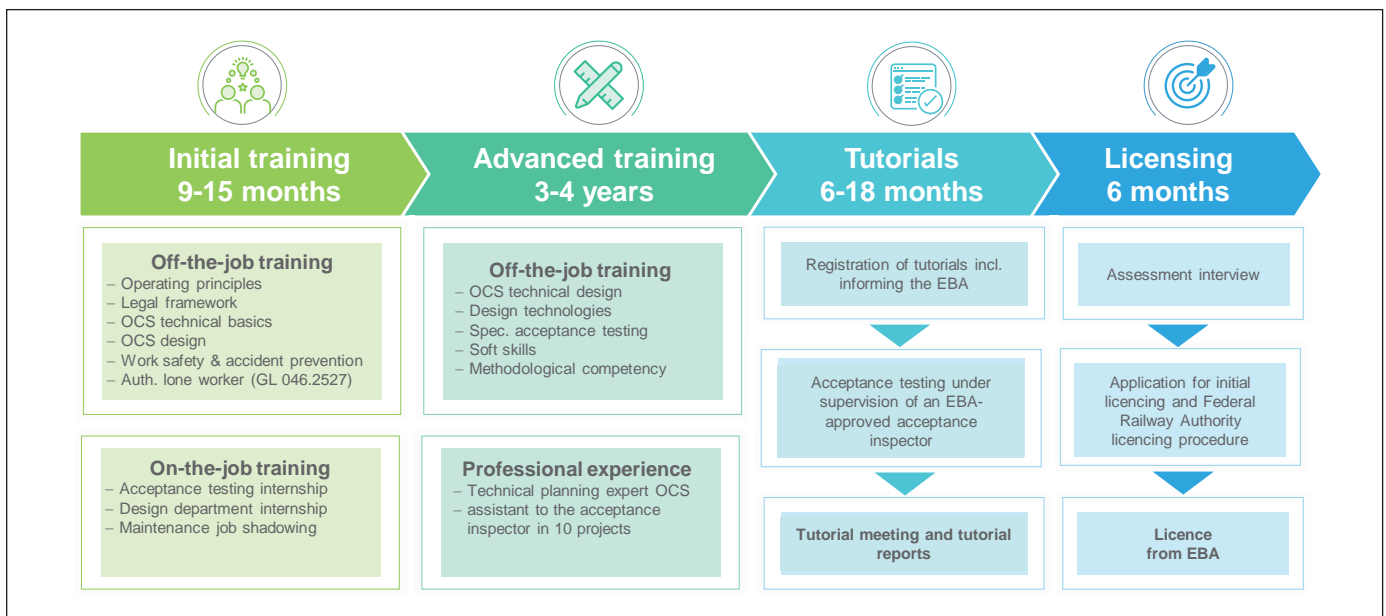 Initial training
9-15 months
Advanced training
3-4 years
Tutorials
6-18 months
Licensing
6 months
Off-the-job training
– Operating principles
– Legal framework
– OCS technical basics
– OCS design
– Work safety & accident prevention
– Auth. lone worker (GL 046.2527)
On-the-job training
– Acceptance testing internship
– Design department internship
– Maintenance job shadowing
Off-the-job training
– OCS technical design
– Design technologies
– Spec. acceptance testing
– Soft skills
– Methodological competency
Professional experience
– Technical planning expert OCS
– assistant to the acceptance
inspector in 10 projects
Registration of tutorials incl.
informing the EBA
Acceptance testing under
supervision of an EBA-
approved acceptance
inspector
Tutorial meeting and tutorial
reports
Assessment interview
Application for initial
licencing and Federal
Railway Authority
licencing procedure
Licence
from EBA